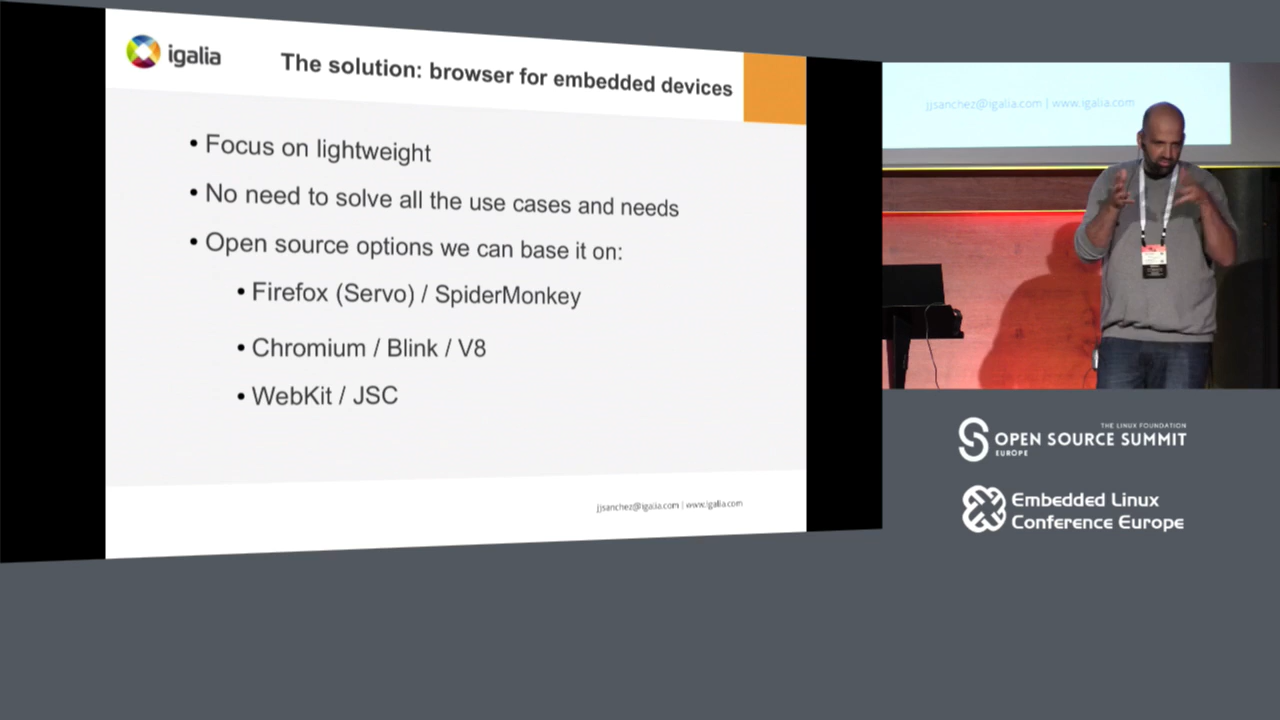 igalia
The solution: browser for embedded devices
• Focus on lightweight
• No need to solve all the use cases and needs
• Open source options we can base it on:
• Firefox (Servo) / SpiderMonkey
• Chromium / Blink / V8
• WebKit / JSC
jjsanchez@igalia.com | www.igalia.com
jjsanchez@igalia.com | www.igalia.com
THE LINUX FOUNDATION
OPEN SOURCE SUMMIT
EUROPE
Embedded Linux
Conference Europe